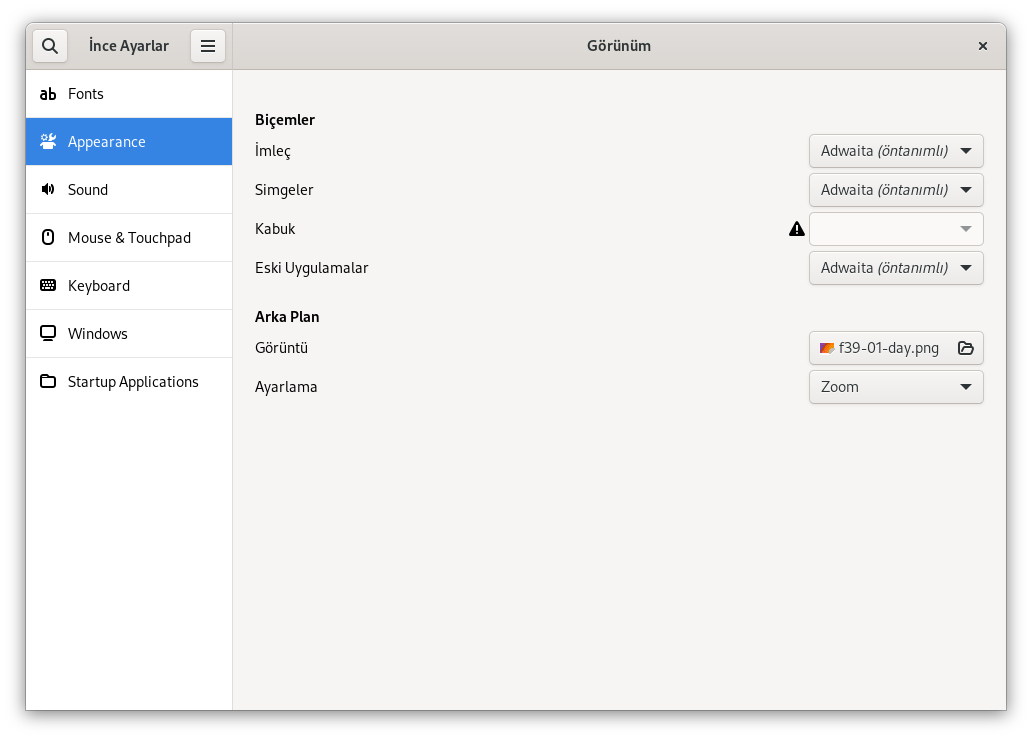 İnce Ayarlar
Görünüm
Fonts
Appearance
Sound
Mouse & Touchpad
Keyboard
Windows
Startup Applications
Biçemler
İmleç
Adwaita (öntanımlı)
Simgeler
Adwaita (öntanımlı)
Kabuk
Eski Uygulamalar
Adwaita (öntanımlı)
Arka Plan
Görüntü
f39-01-day.png
Ayarlama
Zoom